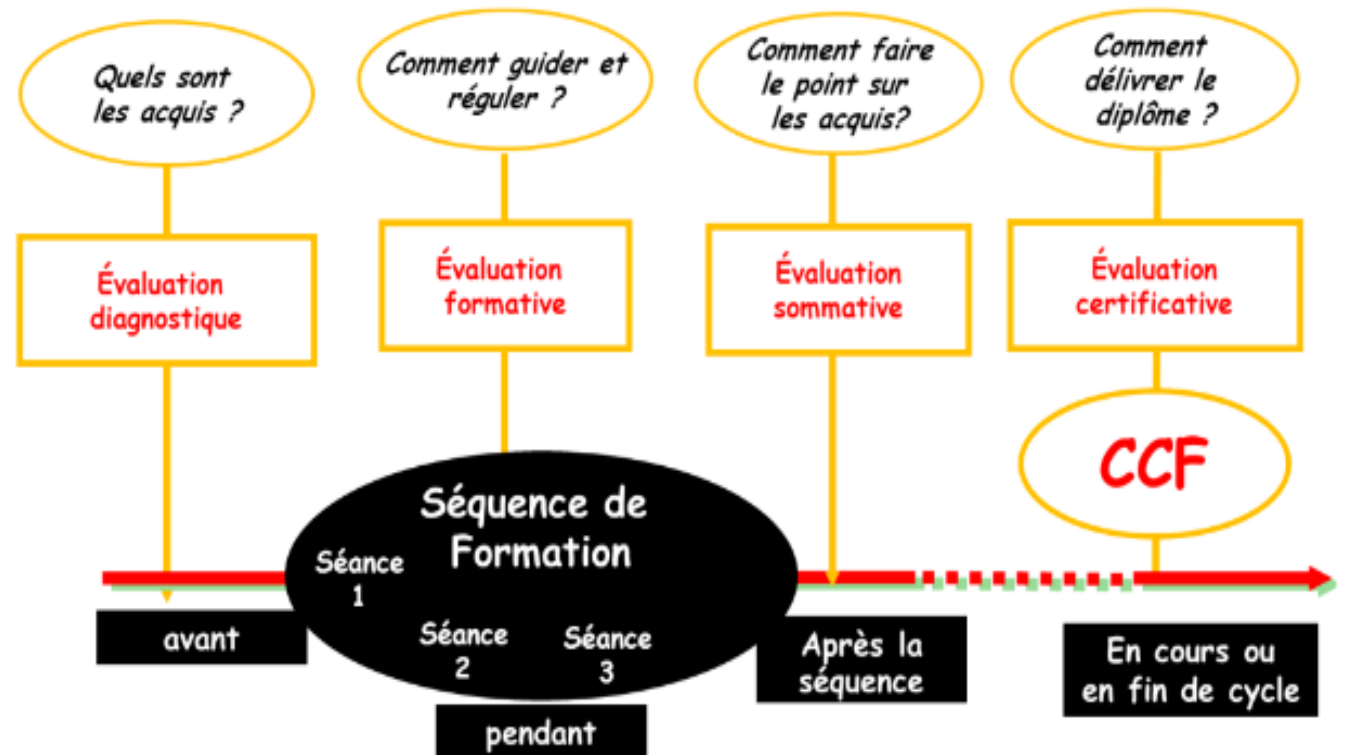 Quels sont
les acquis ?
Comment guider et
réguler ?
Comment faire
le point sur
les acquis?
Comment
délivrer le
diplôme ?
Évaluation
diagnostique
Évaluation
formative
Évaluation
sommative
Évaluation
certificative
CCF
Séquence de
Formation
Séance
1
Séance
2
Séance
3
avant
pendant
Après la
séquence
En cours ou
en fin de cycle